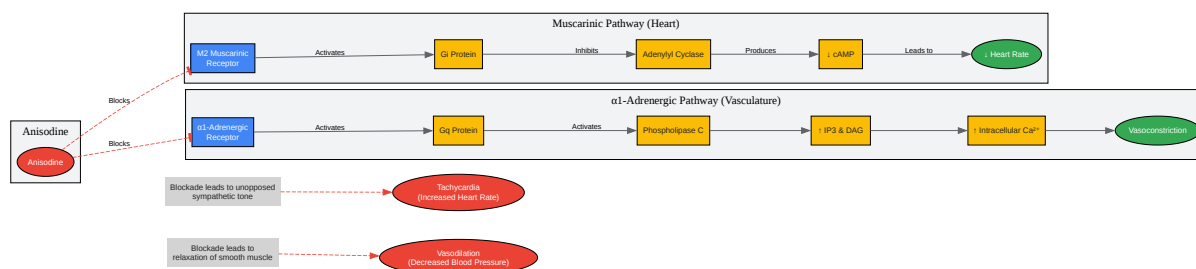 Muscarinic Pathway (Heart)
M2 Muscarinic
Receptor
Activates
Gi Protein
Inhibits
Adenylyl Cyclase
Produces
↓ cAMP
Leads to
↓ Heart Rate
Blocks
α1-Adrenergic Pathway (Vasculature)
Anisodine
Anisodine
Blocks
α1-Adrenergic
Receptor
Activates
Gq Protein
Activates
Phospholipase C
↑ IP3 & DAG
↑ Intracellular Ca²⁺
Vasoconstriction
Blockade leads to unopposed
sympathetic tone
Tachycardia
(Increased Heart Rate)
Blockade leads to
relaxation of smooth muscle
Vasodilation
(Decreased Blood Pressure)